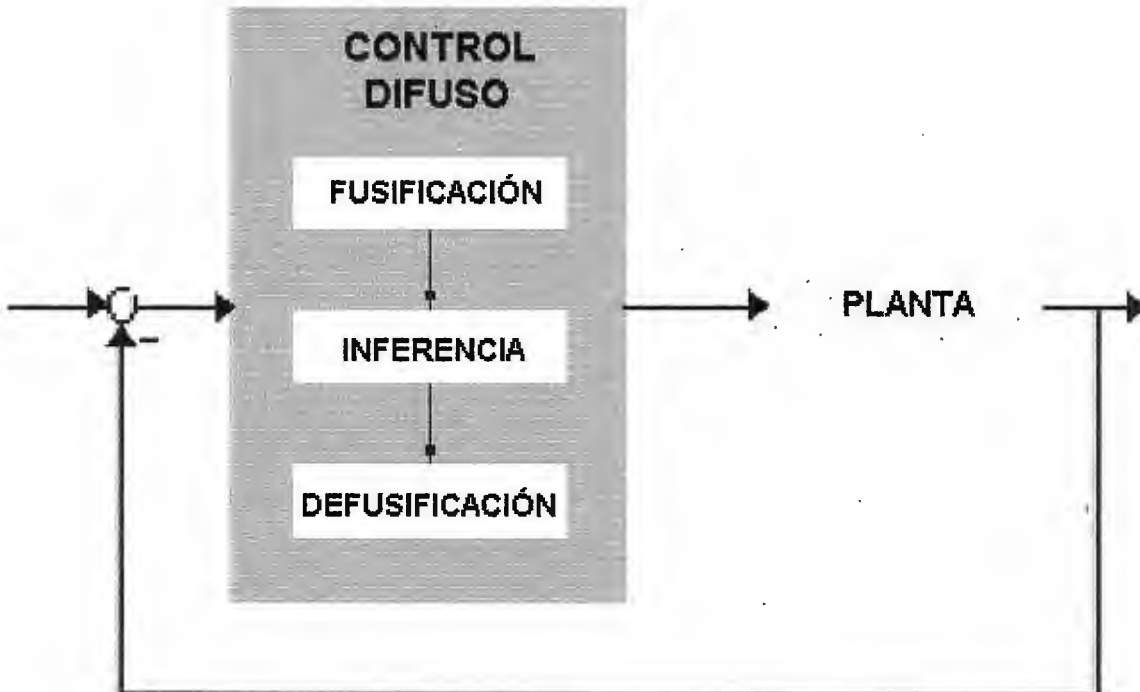 CONTROL
DIFUSO
FUSIFICACIÓN
INFERENCIA
DEFUSIFICACIÓN
PLANTA
-